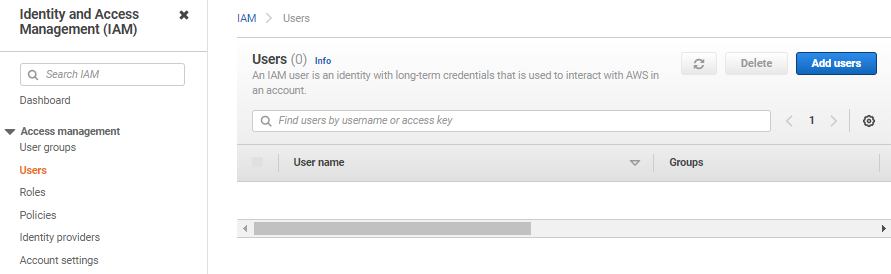 Identity and Access
Management (IAM)
Search IAM
Dashboard
Access management
User groups
Users
Roles
Policies
Identity providers
Account settings
IAM > Users
Users (0) Info
An IAM user is an identity with long-term credentials that is used to interact with AWS in
an account.
Delete
Add users
Find users by username or access key
1
User name
Groups